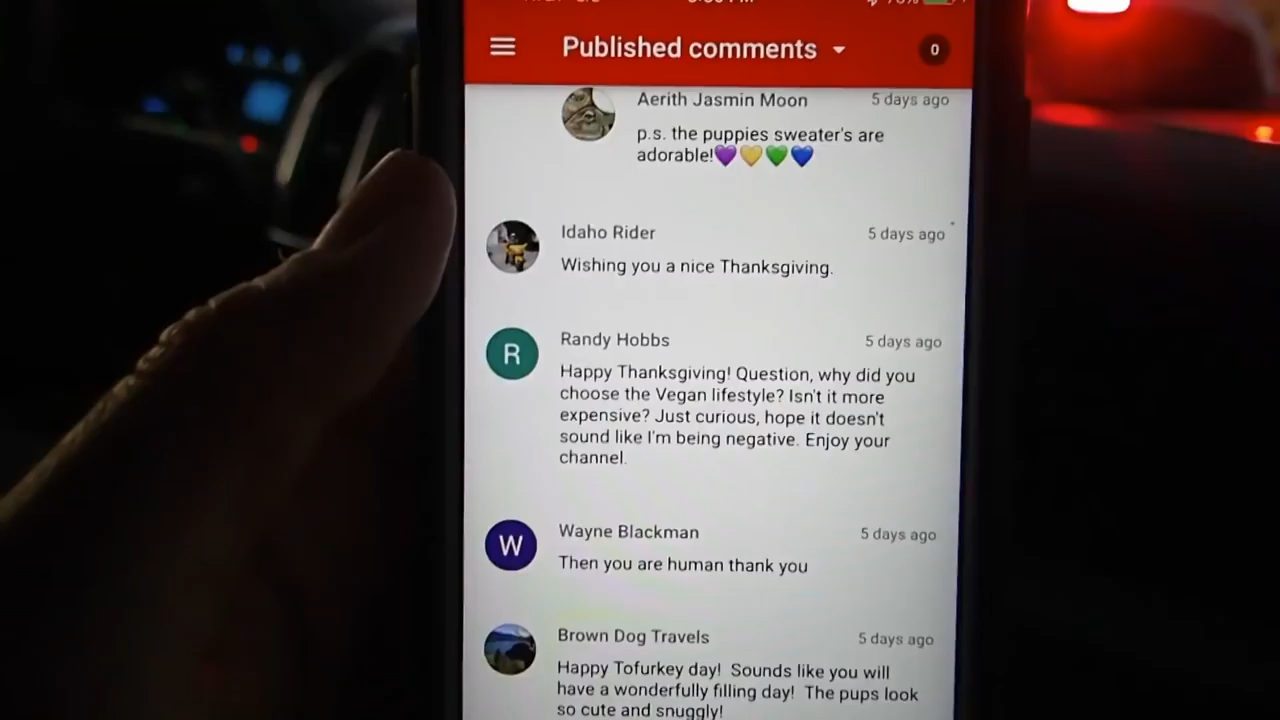 Published comments
0
Aerith Jasmin Moon 5 days ago
p.s. the puppies sweater's are
adorable!💜💛💚💙
Idaho Rider 5 days ago
Wishing you a nice Thanksgiving.
R
Randy Hobbs 5 days ago
Happy Thanksgiving! Question, why did you
choose the Vegan lifestyle? Isn't it more
expensive? Just curious, hope it doesn't
sound like I'm being negative. Enjoy your
channel.
W
Wayne Blackman 5 days ago
Then you are human thank you
Brown Dog Travels 5 days ago
Happy Tofurkey day! Sounds like you will
have a wonderfully filling day! The pups look
so cute and snuggly!